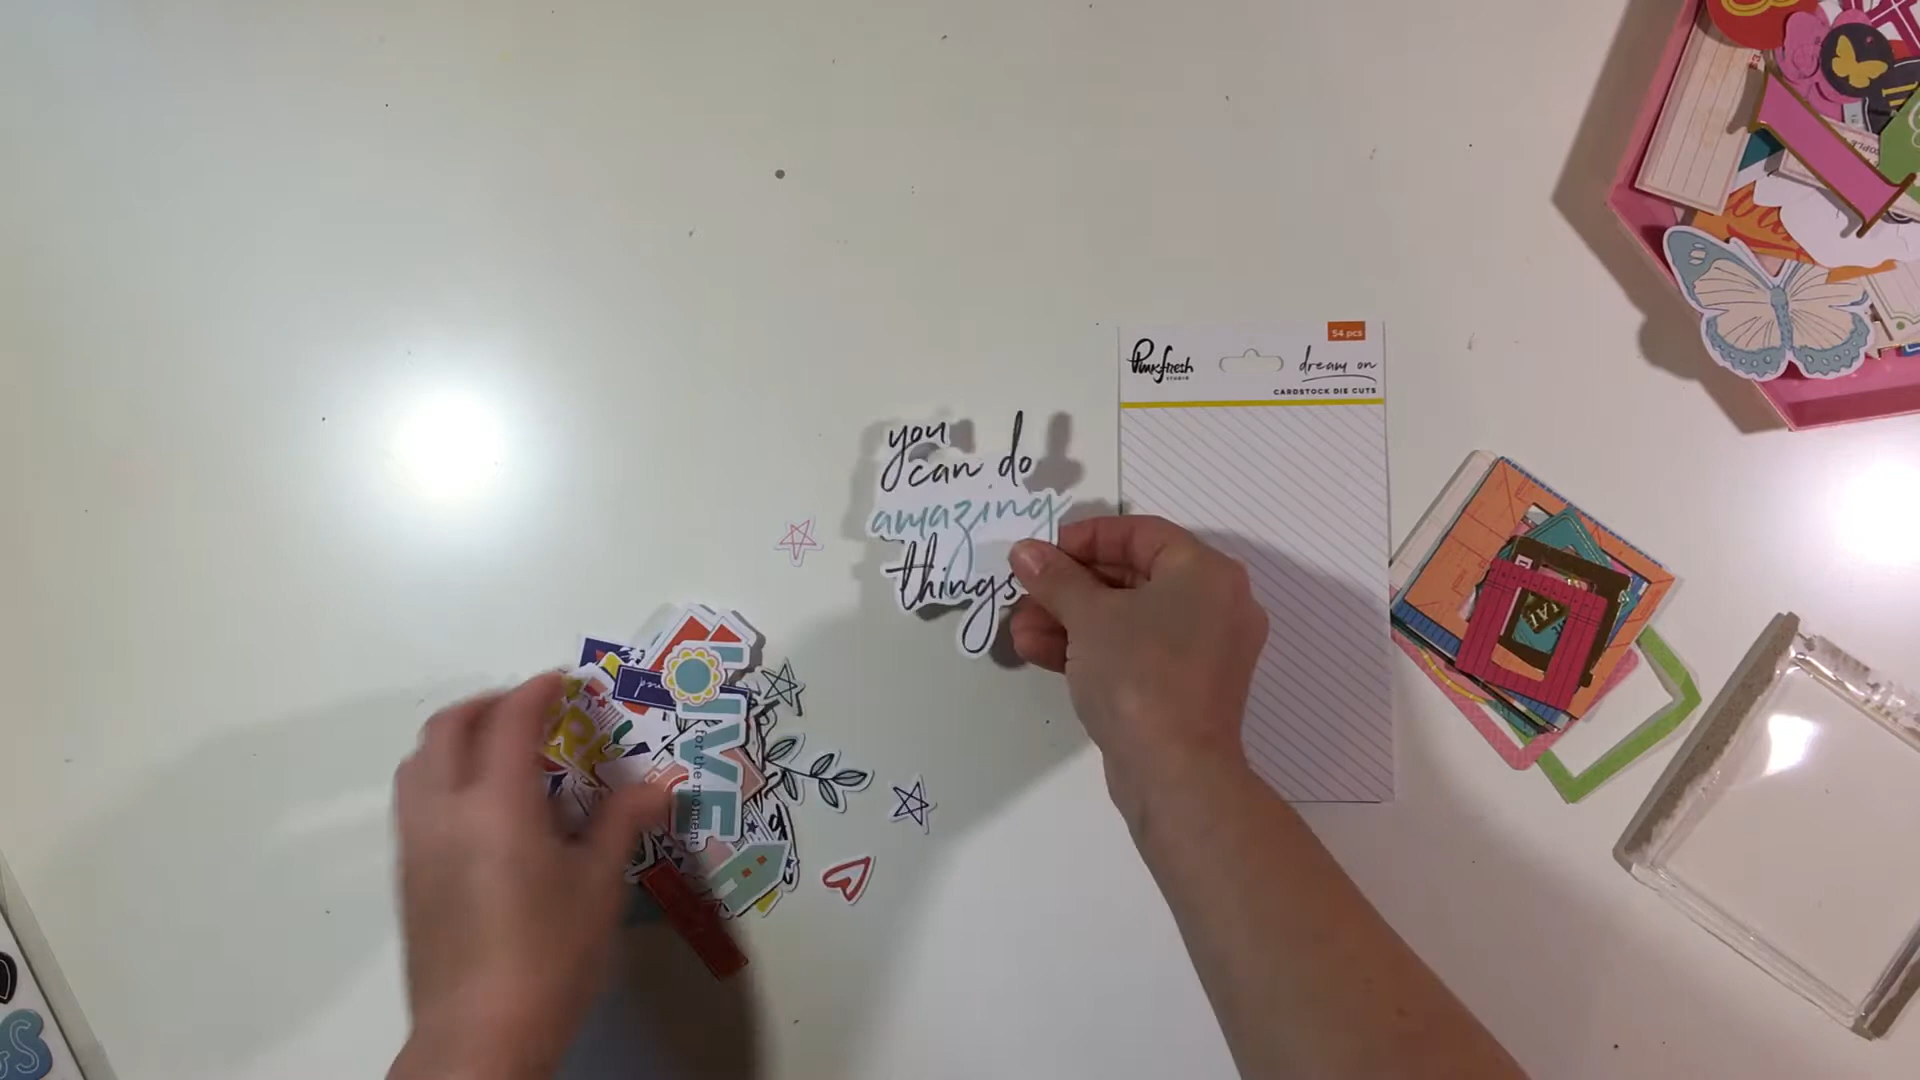 54 pcs
Pinkfresh
STUDIO
dream on
CARDSTOCK DIE CUTS
you
can do
amazing
things
LIVE
for the moment